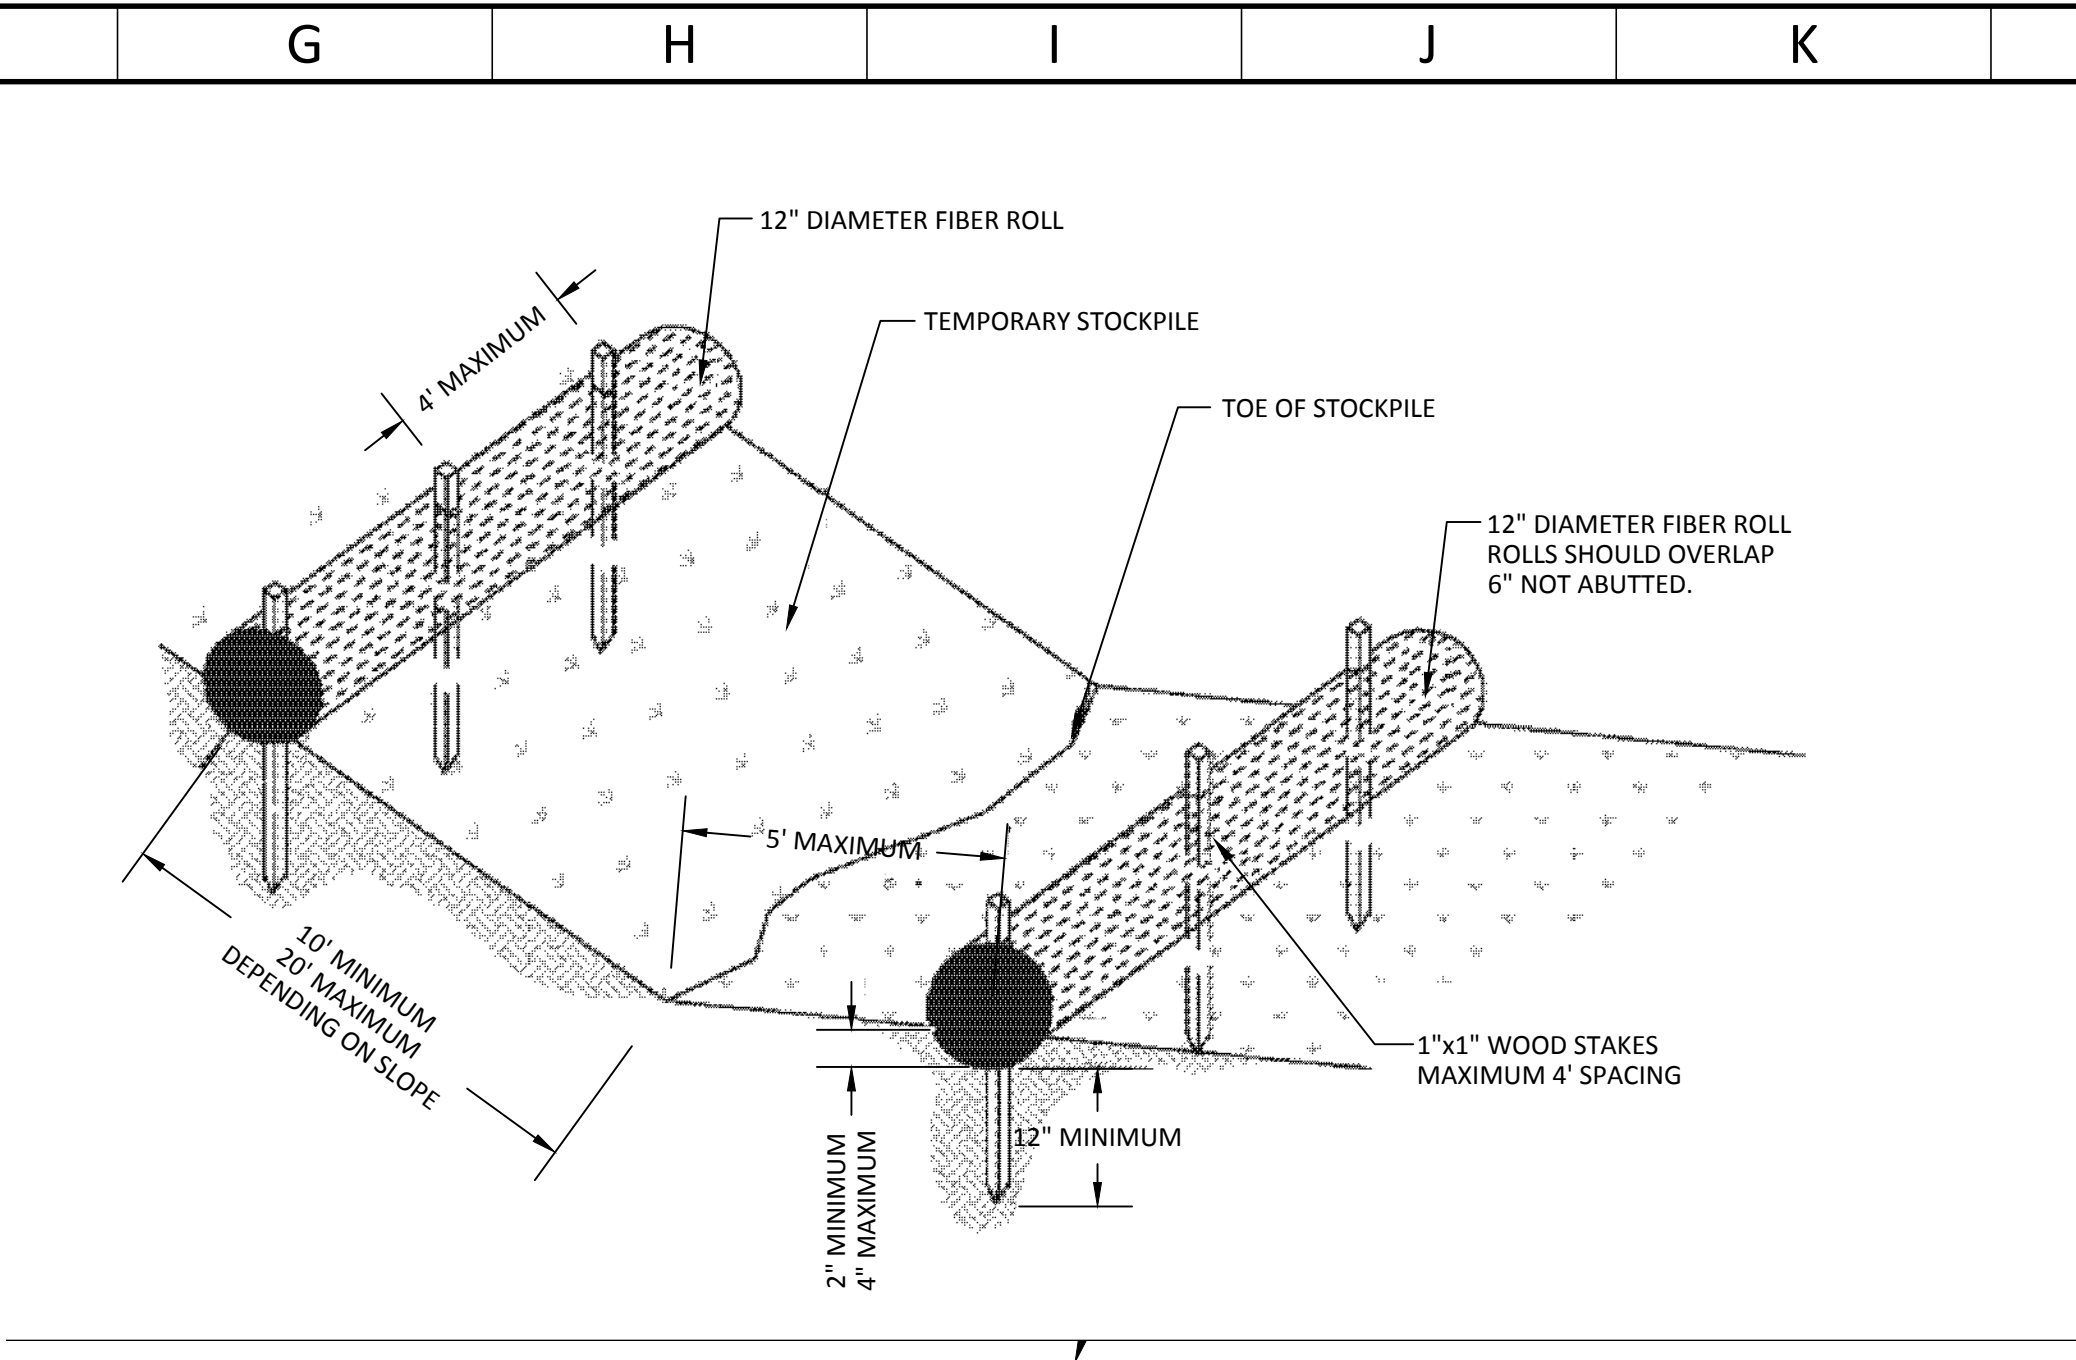 G H I J K
12" DIAMETER FIBER ROLL
4' MAXIMUM
TEMPORARY STOCKPILE
TOE OF STOCKPILE
12" DIAMETER FIBER ROLL
ROLLS SHOULD OVERLAP
6" NOT ABUTTED.
5' MAXIMUM
10' MINIMUM
20' MAXIMUM
DEPENDING ON SLOPE
1"x1" WOOD STAKES
MAXIMUM 4' SPACING
12" MINIMUM
2" MINIMUM
4" MAXIMUM